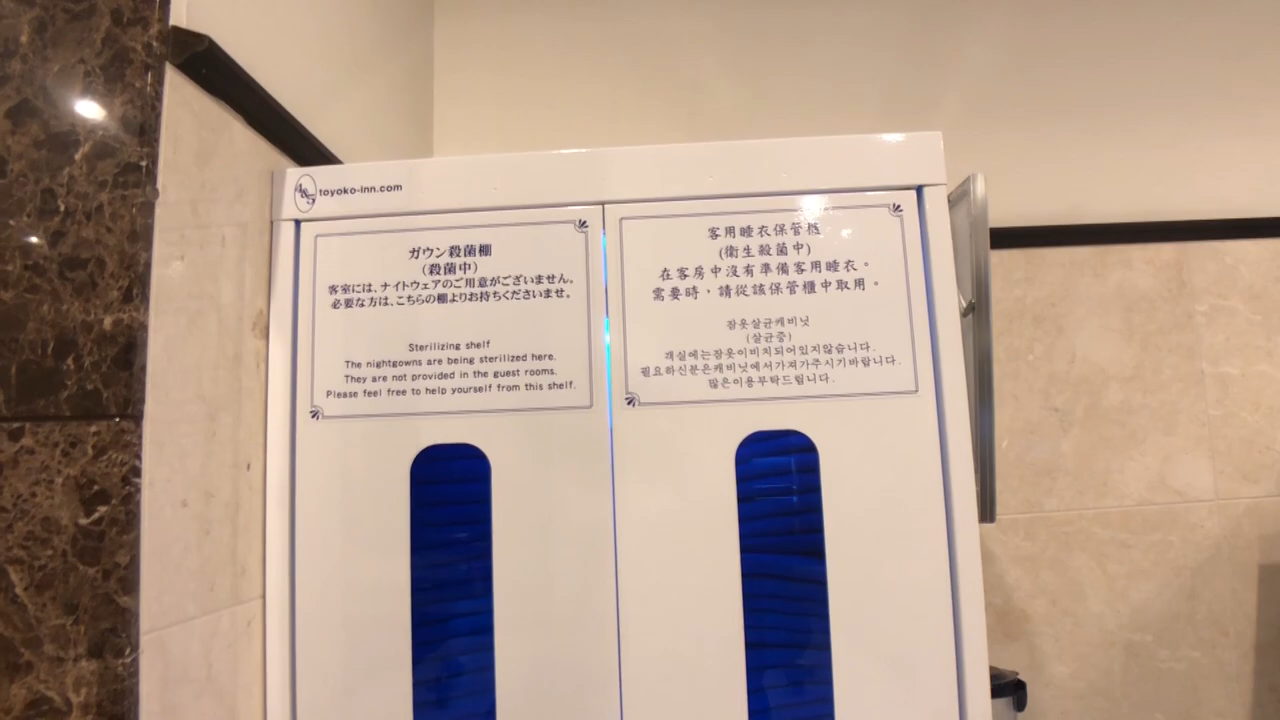 toyoko-inn.com
ガウン殺菌棚
(殺菌中)
客室には、ナイトウェアのご用意がございません。
必要な方は、こちらの棚よりお持ちくださいませ。
Sterilizing shelf
The nightgowns are being sterilized here.
They are not provided in the guest rooms.
Please feel free to help yourself from this shelf.
客用睡衣保管櫃
(衛生殺菌中)
在客房中沒有準備客用睡衣。
需要時，請從該保管櫃中取用。
잠옷살균캐비닛
(살균중)
객실에는잠옷이비치되어있지않습니다.
필요하신분은캐비닛에서가져가주시기바랍니다.
많은이용부탁드립니다.